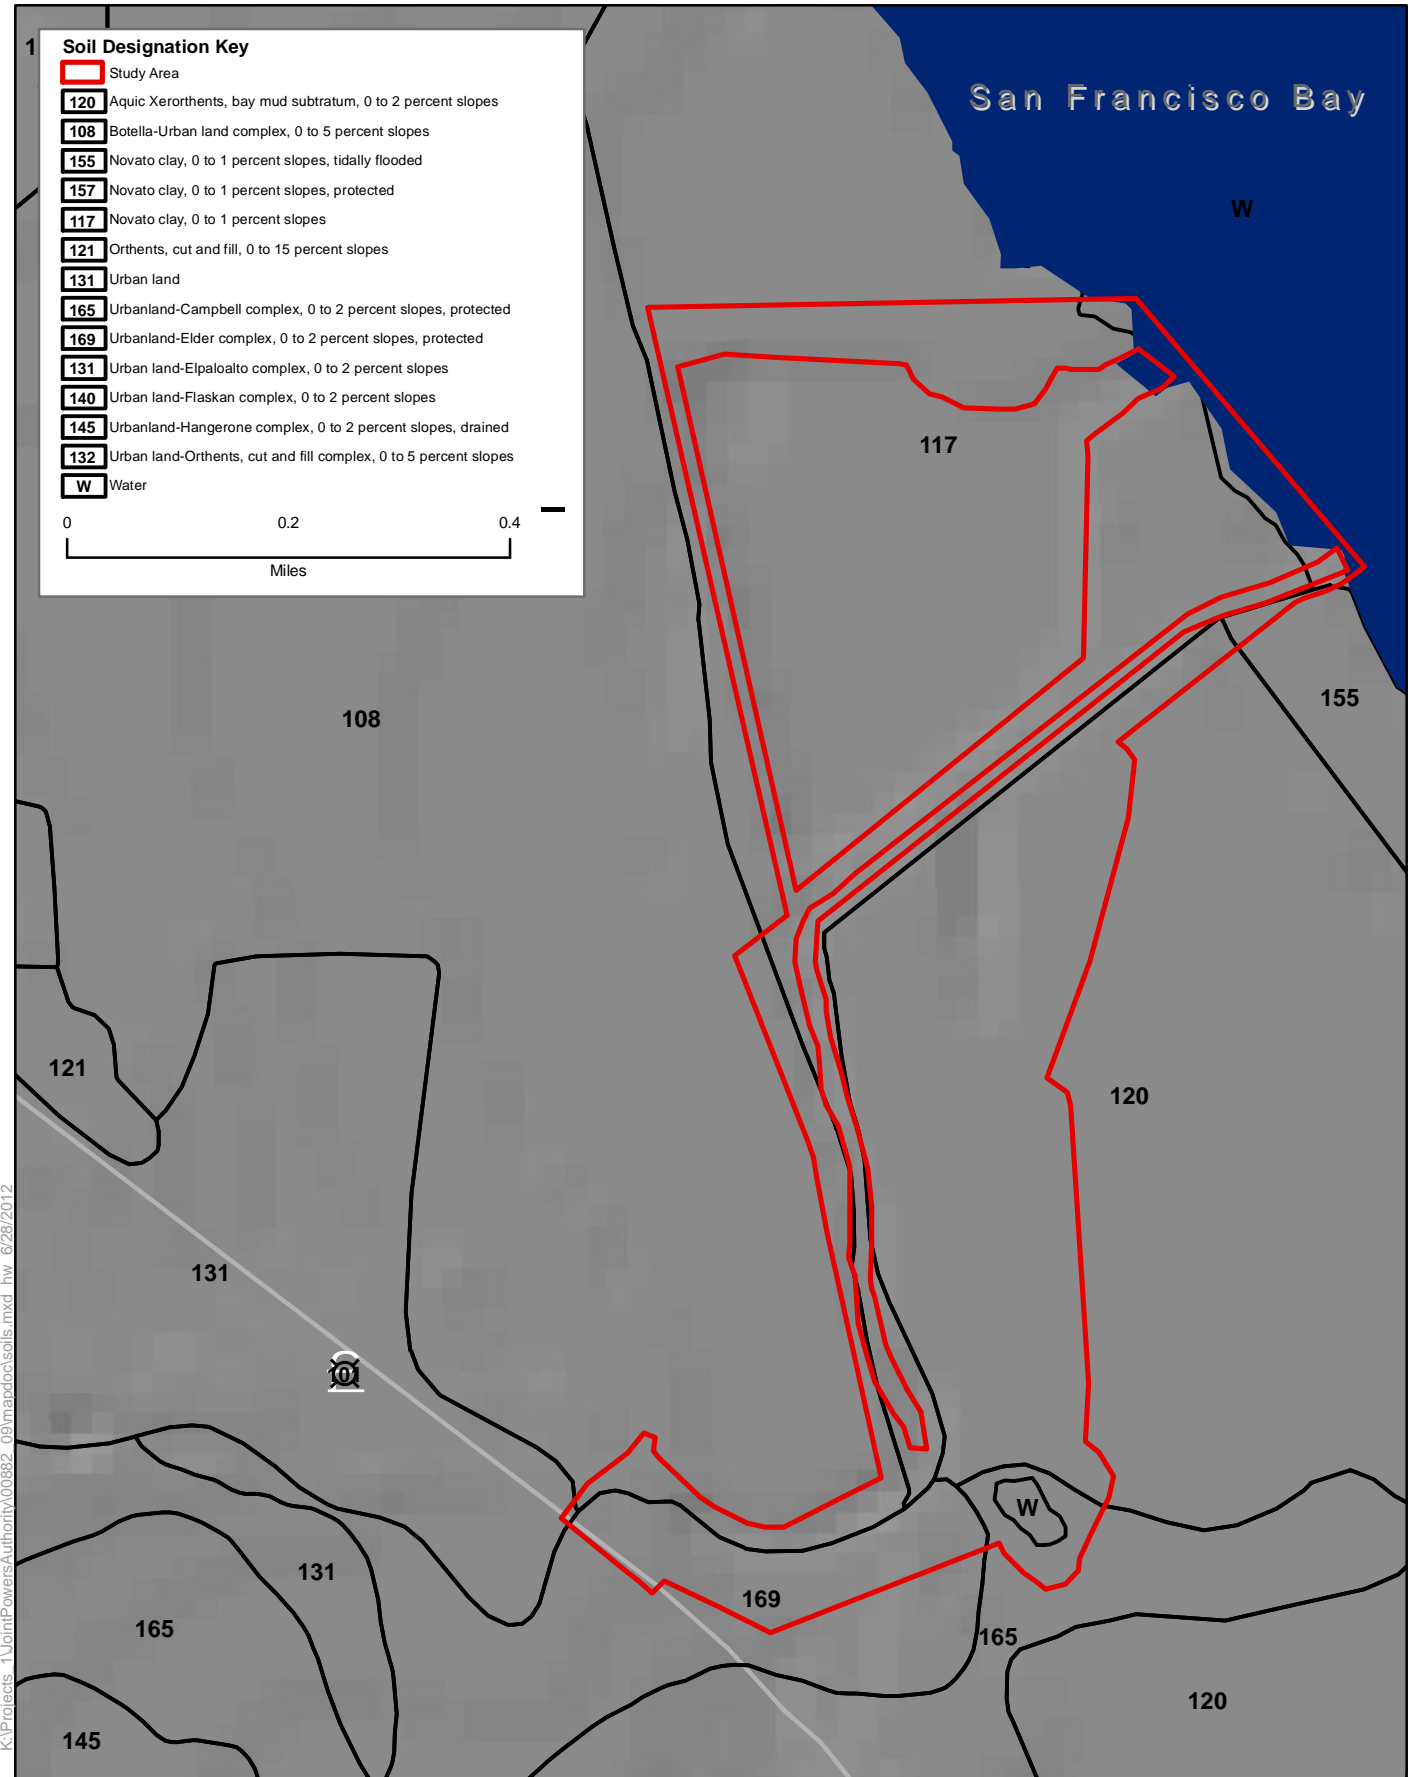 1
Soil Designation Key
Study Area
120 Aquic Xerorthents, bay mud subtratum, 0 to 2 percent slopes
108 Botella-Urban land complex, 0 to 5 percent slopes
155 Novato clay, 0 to 1 percent slopes, tidally flooded
157 Novato clay, 0 to 1 percent slopes, protected
117 Novato clay, 0 to 1 percent slopes
121 Orthents, cut and fill, 0 to 15 percent slopes
131 Urban land
165 Urbanland-Campbell complex, 0 to 2 percent slopes, protected
169 Urbanland-Elder complex, 0 to 2 percent slopes, protected
131 Urban land-Elpaloalto complex, 0 to 2 percent slopes
140 Urban land-Flaskan complex, 0 to 2 percent slopes
145 Urbanland-Hangerone complex, 0 to 2 percent slopes, drained
132 Urban land-Orthents, cut and fill complex, 0 to 5 percent slopes
W Water
0 0.2 0.4
Miles
San Francisco Bay
W
117
155
108
121
120
131
101
W
131
169
165
165
120
145
K:\Projects_1\JointPowersAuthority\00882_09\mapdoc\soils.mxd hw 6/28/2012